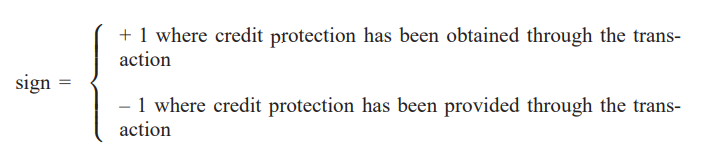 + 1 where credit protection has been obtained through the trans-
action
sign =
– 1 where credit protection has been provided through the trans-
action